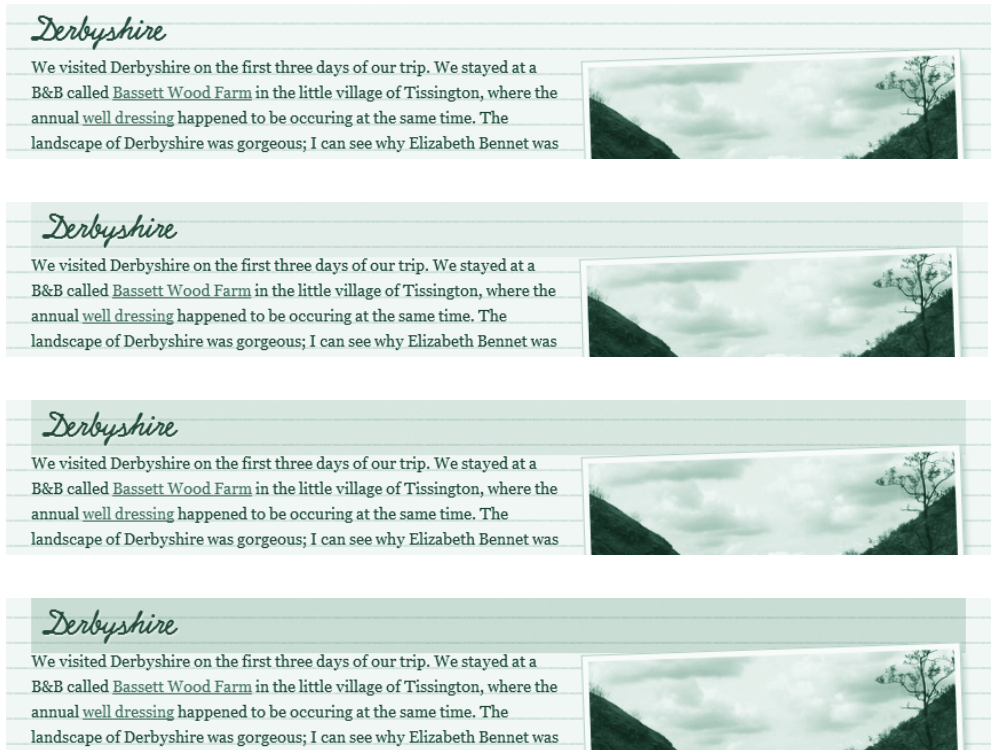 Derbyshire
We visited Derbyshire on the first three days of our trip. We stayed at a
B&B called Bassett Wood Farm in the little village of Tissington, where the
annual well dressing happened to be occuring at the same time. The
landscape of Derbyshire was gorgeous; I can see why Elizabeth Bennet was
Derbyshire
We visited Derbyshire on the first three days of our trip. We stayed at a
B&B called Bassett Wood Farm in the little village of Tissington, where the
annual well dressing happened to be occuring at the same time. The
landscape of Derbyshire was gorgeous; I can see why Elizabeth Bennet was
Derbyshire
We visited Derbyshire on the first three days of our trip. We stayed at a
B&B called Bassett Wood Farm in the little village of Tissington, where the
annual well dressing happened to be occuring at the same time. The
landscape of Derbyshire was gorgeous; I can see why Elizabeth Bennet was
Derbyshire
We visited Derbyshire on the first three days of our trip. We stayed at a
B&B called Bassett Wood Farm in the little village of Tissington, where the
annual well dressing happened to be occuring at the same time. The
landscape of Derbyshire was gorgeous; I can see why Elizabeth Bennet was